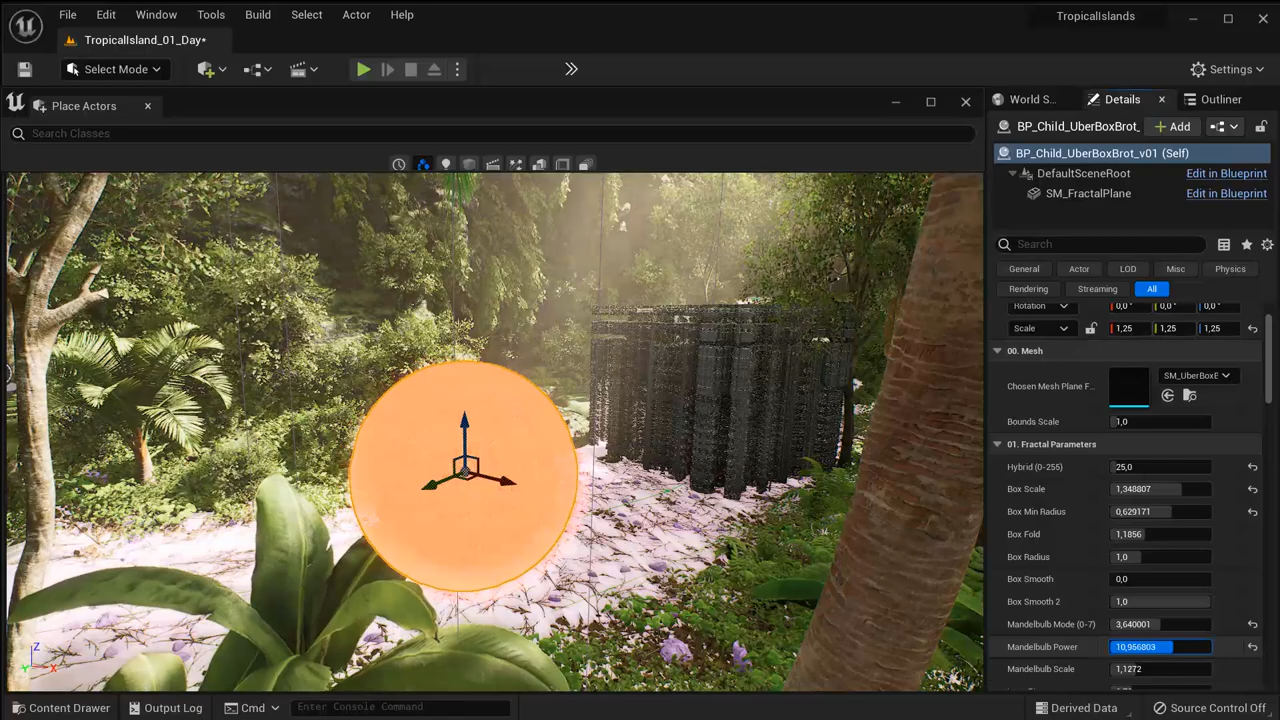 File Edit Window Tools Build Select Actor Help
TropicalIslands
TropicalIsland_01_Day*
Select Mode
Settings
Place Actors
World S...
Details
Outliner
Search Classes
BP_Child_UberBoxBrot_
Add
BP_Child_UberBoxBrot_v01 (Self)
DefaultSceneRoot
Edit in Blueprint
SM_FractalPlane
Edit in Blueprint
Search
General Actor LOD Misc Physics
Rendering Streaming All
Rotation 0,0° 0,0° 0,0°
Scale 1,25 1,25 1,25
00. Mesh
Chosen Mesh Plane F... SM_UberBoxB
Bounds Scale 1,0
01. Fractal Parameters
Hybrid (0-255) 25,0
Box Scale 1,348807
Box Min Radius 0,629171
Box Fold 1,1856
Box Radius 1,0
Box Smooth 0,0
Box Smooth 2 1,0
Mandelbulb Mode (0-7) 3,640001
Mandelbulb Power 10,956803
Mandelbulb Scale 1,1272
Z
Y X
Content Drawer Output Log Cmd Enter Console Command Derived Data Source Control Off